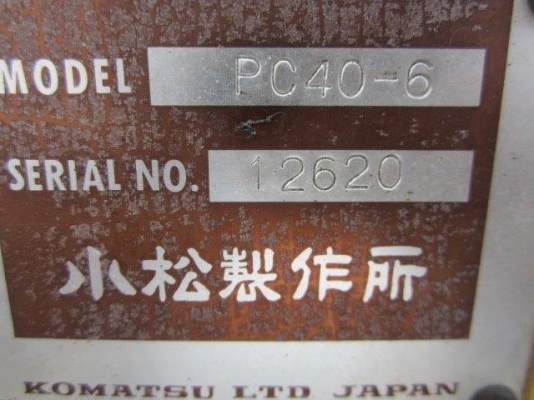 MODEL PC40-6
SERIAL NO. 12620
小松製作所
KOMATSU LTD JAPAN